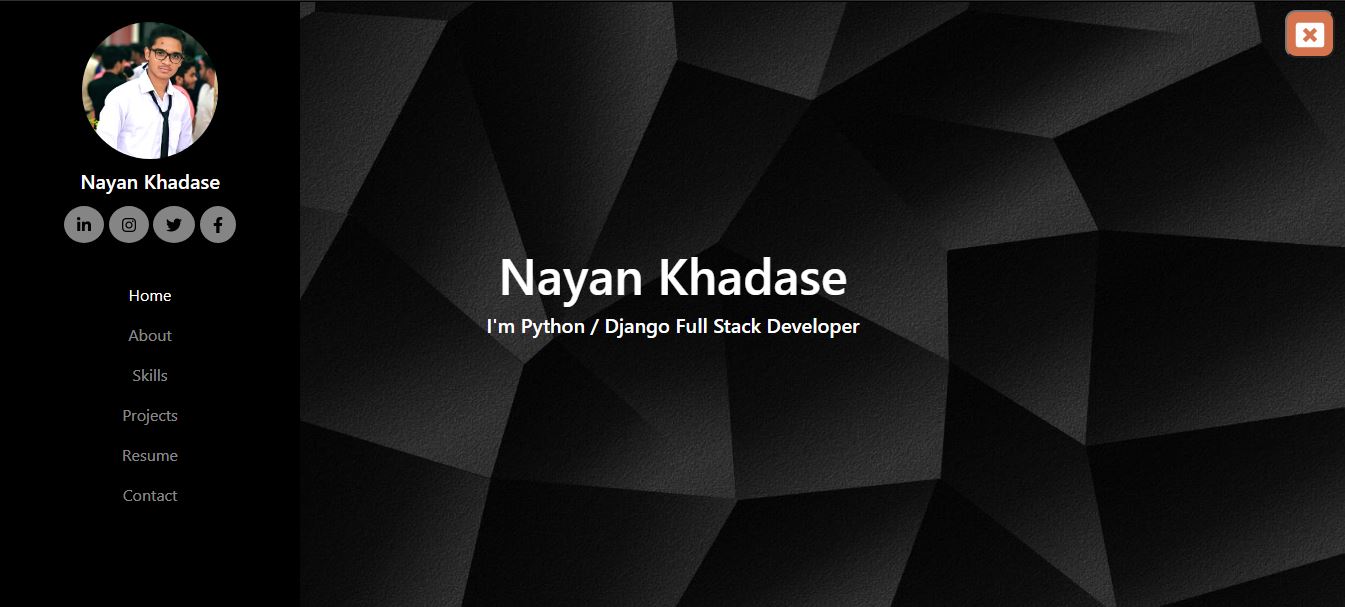 Nayan Khadase
Home
About
Skills
Projects
Resume
Contact
Nayan Khadase
I'm Python / Django Full Stack Developer